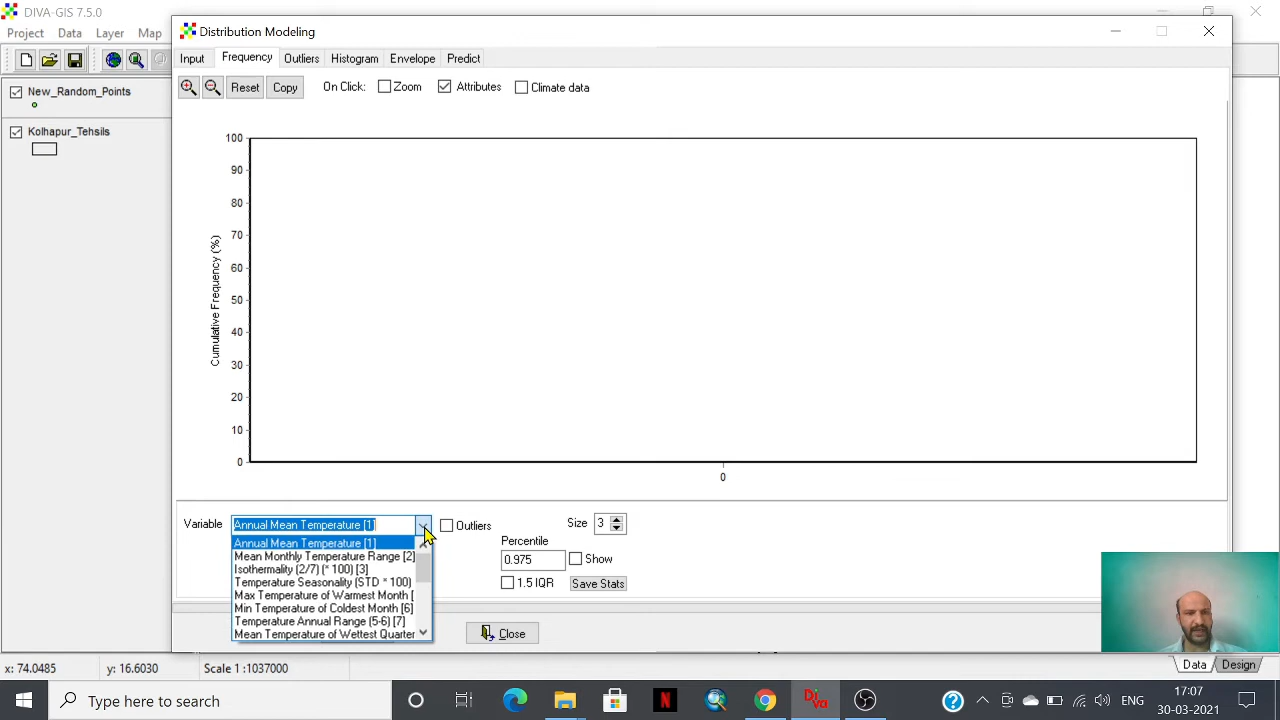 DIVA-GIS 7.5.0
Project Data Layer Map
New_Random_Points
Kolhapur_Tehsils
Distribution Modeling
Input Frequency Outliers Histogram Envelope Predict
Reset Copy On Click: Zoom Attributes Climate data
100
90
80
70
60
50
40
30
20
10
0
Cumulative Frequency (%)
0
Variable Annual Mean Temperature [1] Outliers Size 3
Annual Mean Temperature [1]
Mean Monthly Temperature Range [2]
Isothermality (2/7) (* 100) [3]
Temperature Seasonality (STD * 100)
Max Temperature of Warmest Month [
Min Temperature of Coldest Month [6]
Temperature Annual Range (5-6) [7]
Mean Temperature of Wettest Quarter
Percentile
0.975 Show
1.5 IQR Save Stats
Close
x: 74.0485 y: 16.6030 Scale 1 :1037000
Data Design
Type here to search
Diva
ENG
17:07
30-03-2021